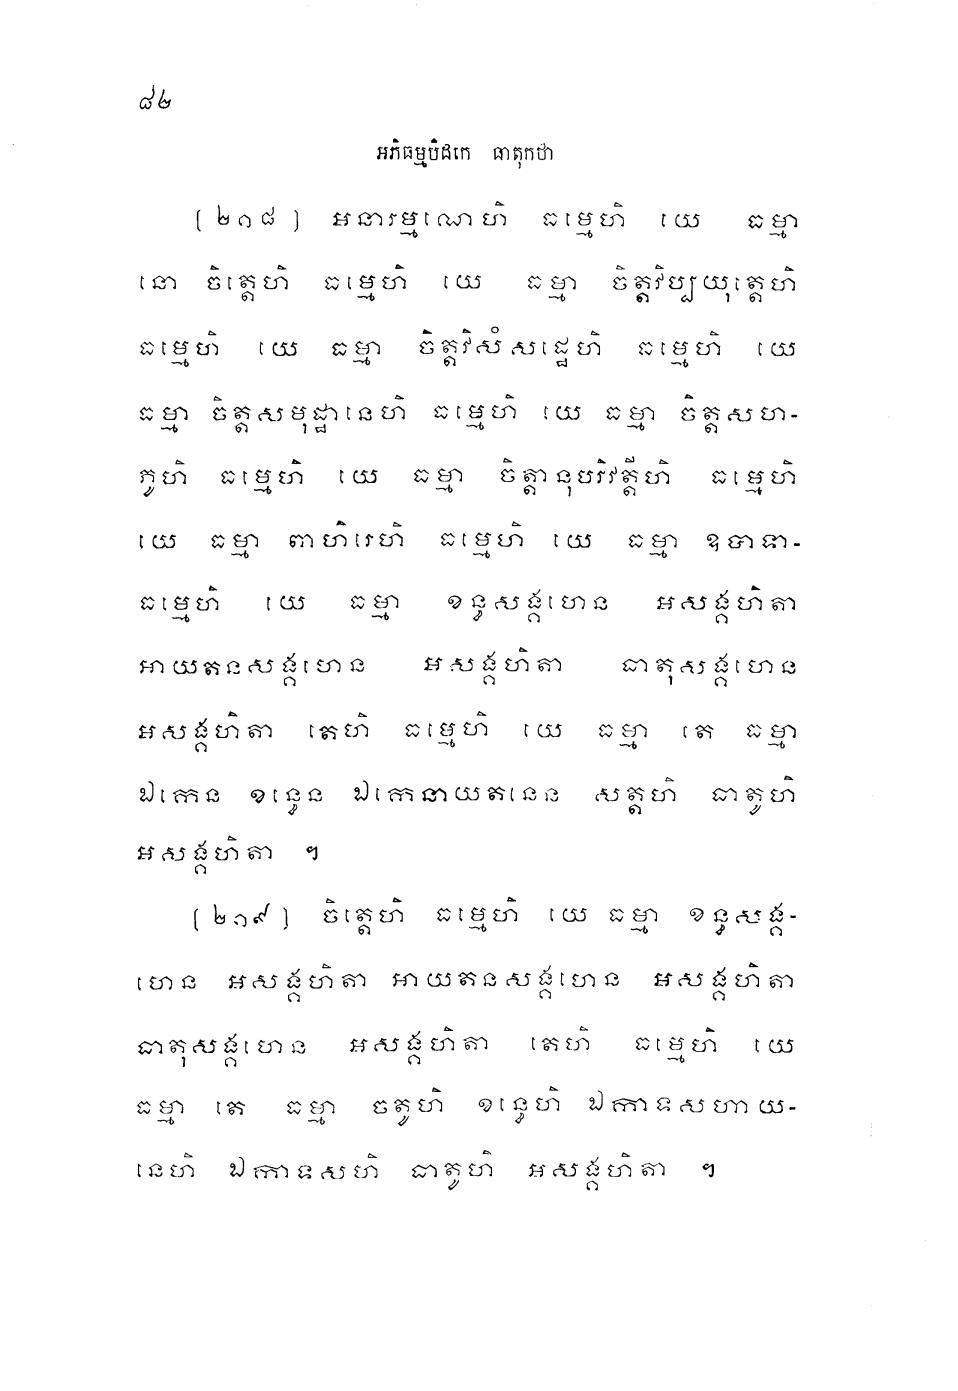 ៨២
អភិធម្មបិដកេ ធាតុកថា
(២១៨) អនារម្មណេហិ ធម្មេហិ យេ ធម្មា
នោ ចិត្តេហិ ធម្មេហិ យេ ធម្មា ចិត្តវិប្បយុត្តេហិ
ធម្មេហិ យេ ធម្មា ចិត្តវិសំសដ្ឋេហិ ធម្មេហិ យេ
ធម្មា ចិត្តសមុដ្ឋានេហិ ធម្មេហិ យេ ធម្មា ចិត្តសហ-
ភូហិ ធម្មេហិ យេ ធម្មា ចិត្តានុបរិវត្តីហិ ធម្មេហិ
យេ ធម្មា ពាហិរេហិ ធម្មេហិ យេ ធម្មា ឧបាទា-
ធម្មេហិ យេ ធម្មា ខន្ធសង្គហេន អសង្គហិតា
អាយតនសង្គហេន អសង្គហិតា ធាតុសង្គហេន
អសង្គហិតា តេហិ ធម្មេហិ យេ ធម្មា តេ ធម្មា
ឯកេន ខន្ធេន ឯកេនាយតនេន សត្តហិ ធាតូហិ
អសង្គហិតា ។
(២១៩) ចិត្តេហិ ធម្មេហិ យេ ធម្មា ខន្ធសង្គ-
ហេន អសង្គហិតា អាយតនសង្គហេន អសង្គហិតា
ធាតុសង្គហេន អសង្គហិតា តេហិ ធម្មេហិ យេ
ធម្មា តេ ធម្មា ចតូហិ ខន្ធេហិ ឯកាទសហាយ-
នេហិ ឯកាទសហិ ធាតូហិ អសង្គហិតា ។